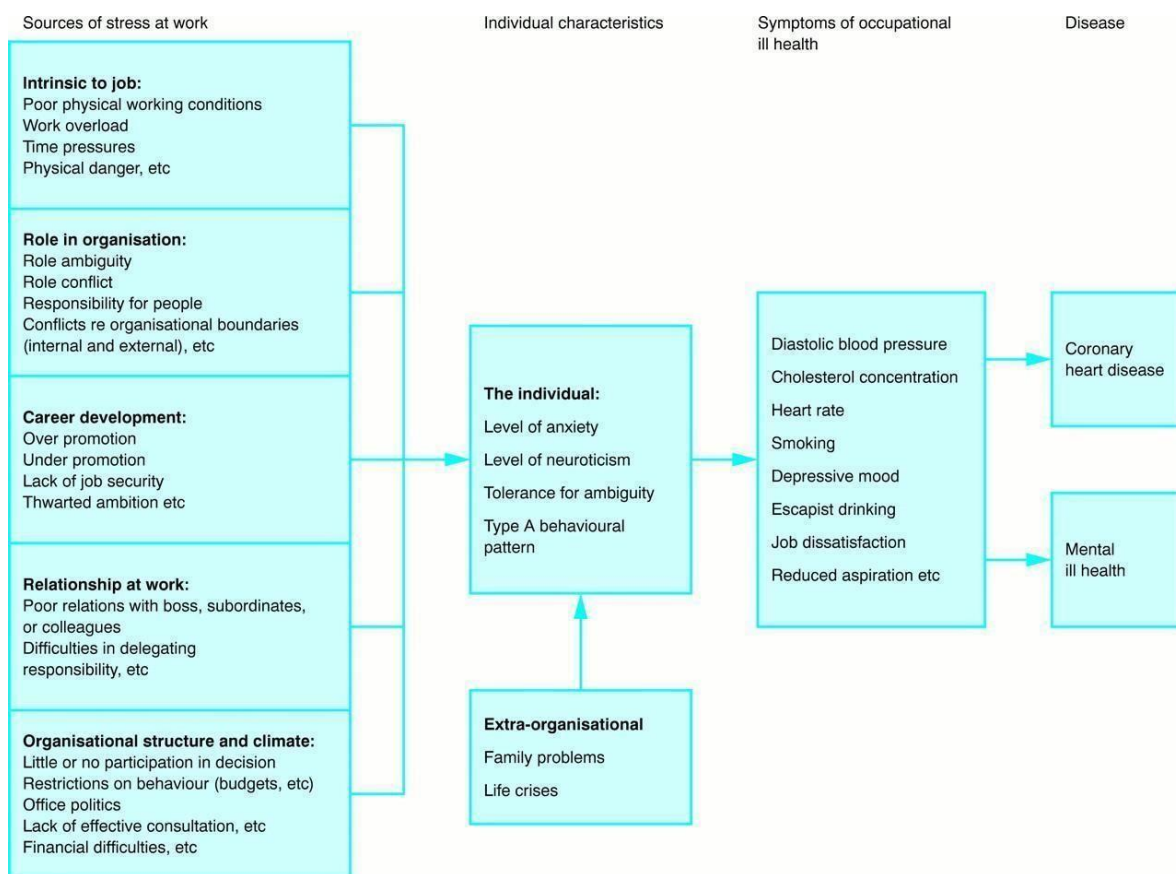 Sources of stress at work
Individual characteristics
Symptoms of occupational
ill health
Disease
Intrinsic to job:
Poor physical working conditions
Work overload
Time pressures
Physical danger, etc
Role in organisation:
Role ambiguity
Role conflict
Responsibility for people
Conflicts re organisational boundaries
(internal and external), etc
Career development:
Over promotion
Under promotion
Lack of job security
Thwarted ambition etc
Relationship at work:
Poor relations with boss, subordinates,
or colleagues
Difficulties in delegating
responsibility, etc
Organisational structure and climate:
Little or no participation in decision
Restrictions on behaviour (budgets, etc)
Office politics
Lack of effective consultation, etc
Financial difficulties, etc
The individual:
Level of anxiety
Level of neuroticism
Tolerance for ambiguity
Type A behavioural
pattern
Extra-organisational
Family problems
Life crises
Diastolic blood pressure
Cholesterol concentration
Heart rate
Smoking
Depressive mood
Escapist drinking
Job dissatisfaction
Reduced aspiration etc
Coronary
heart disease
Mental
ill health